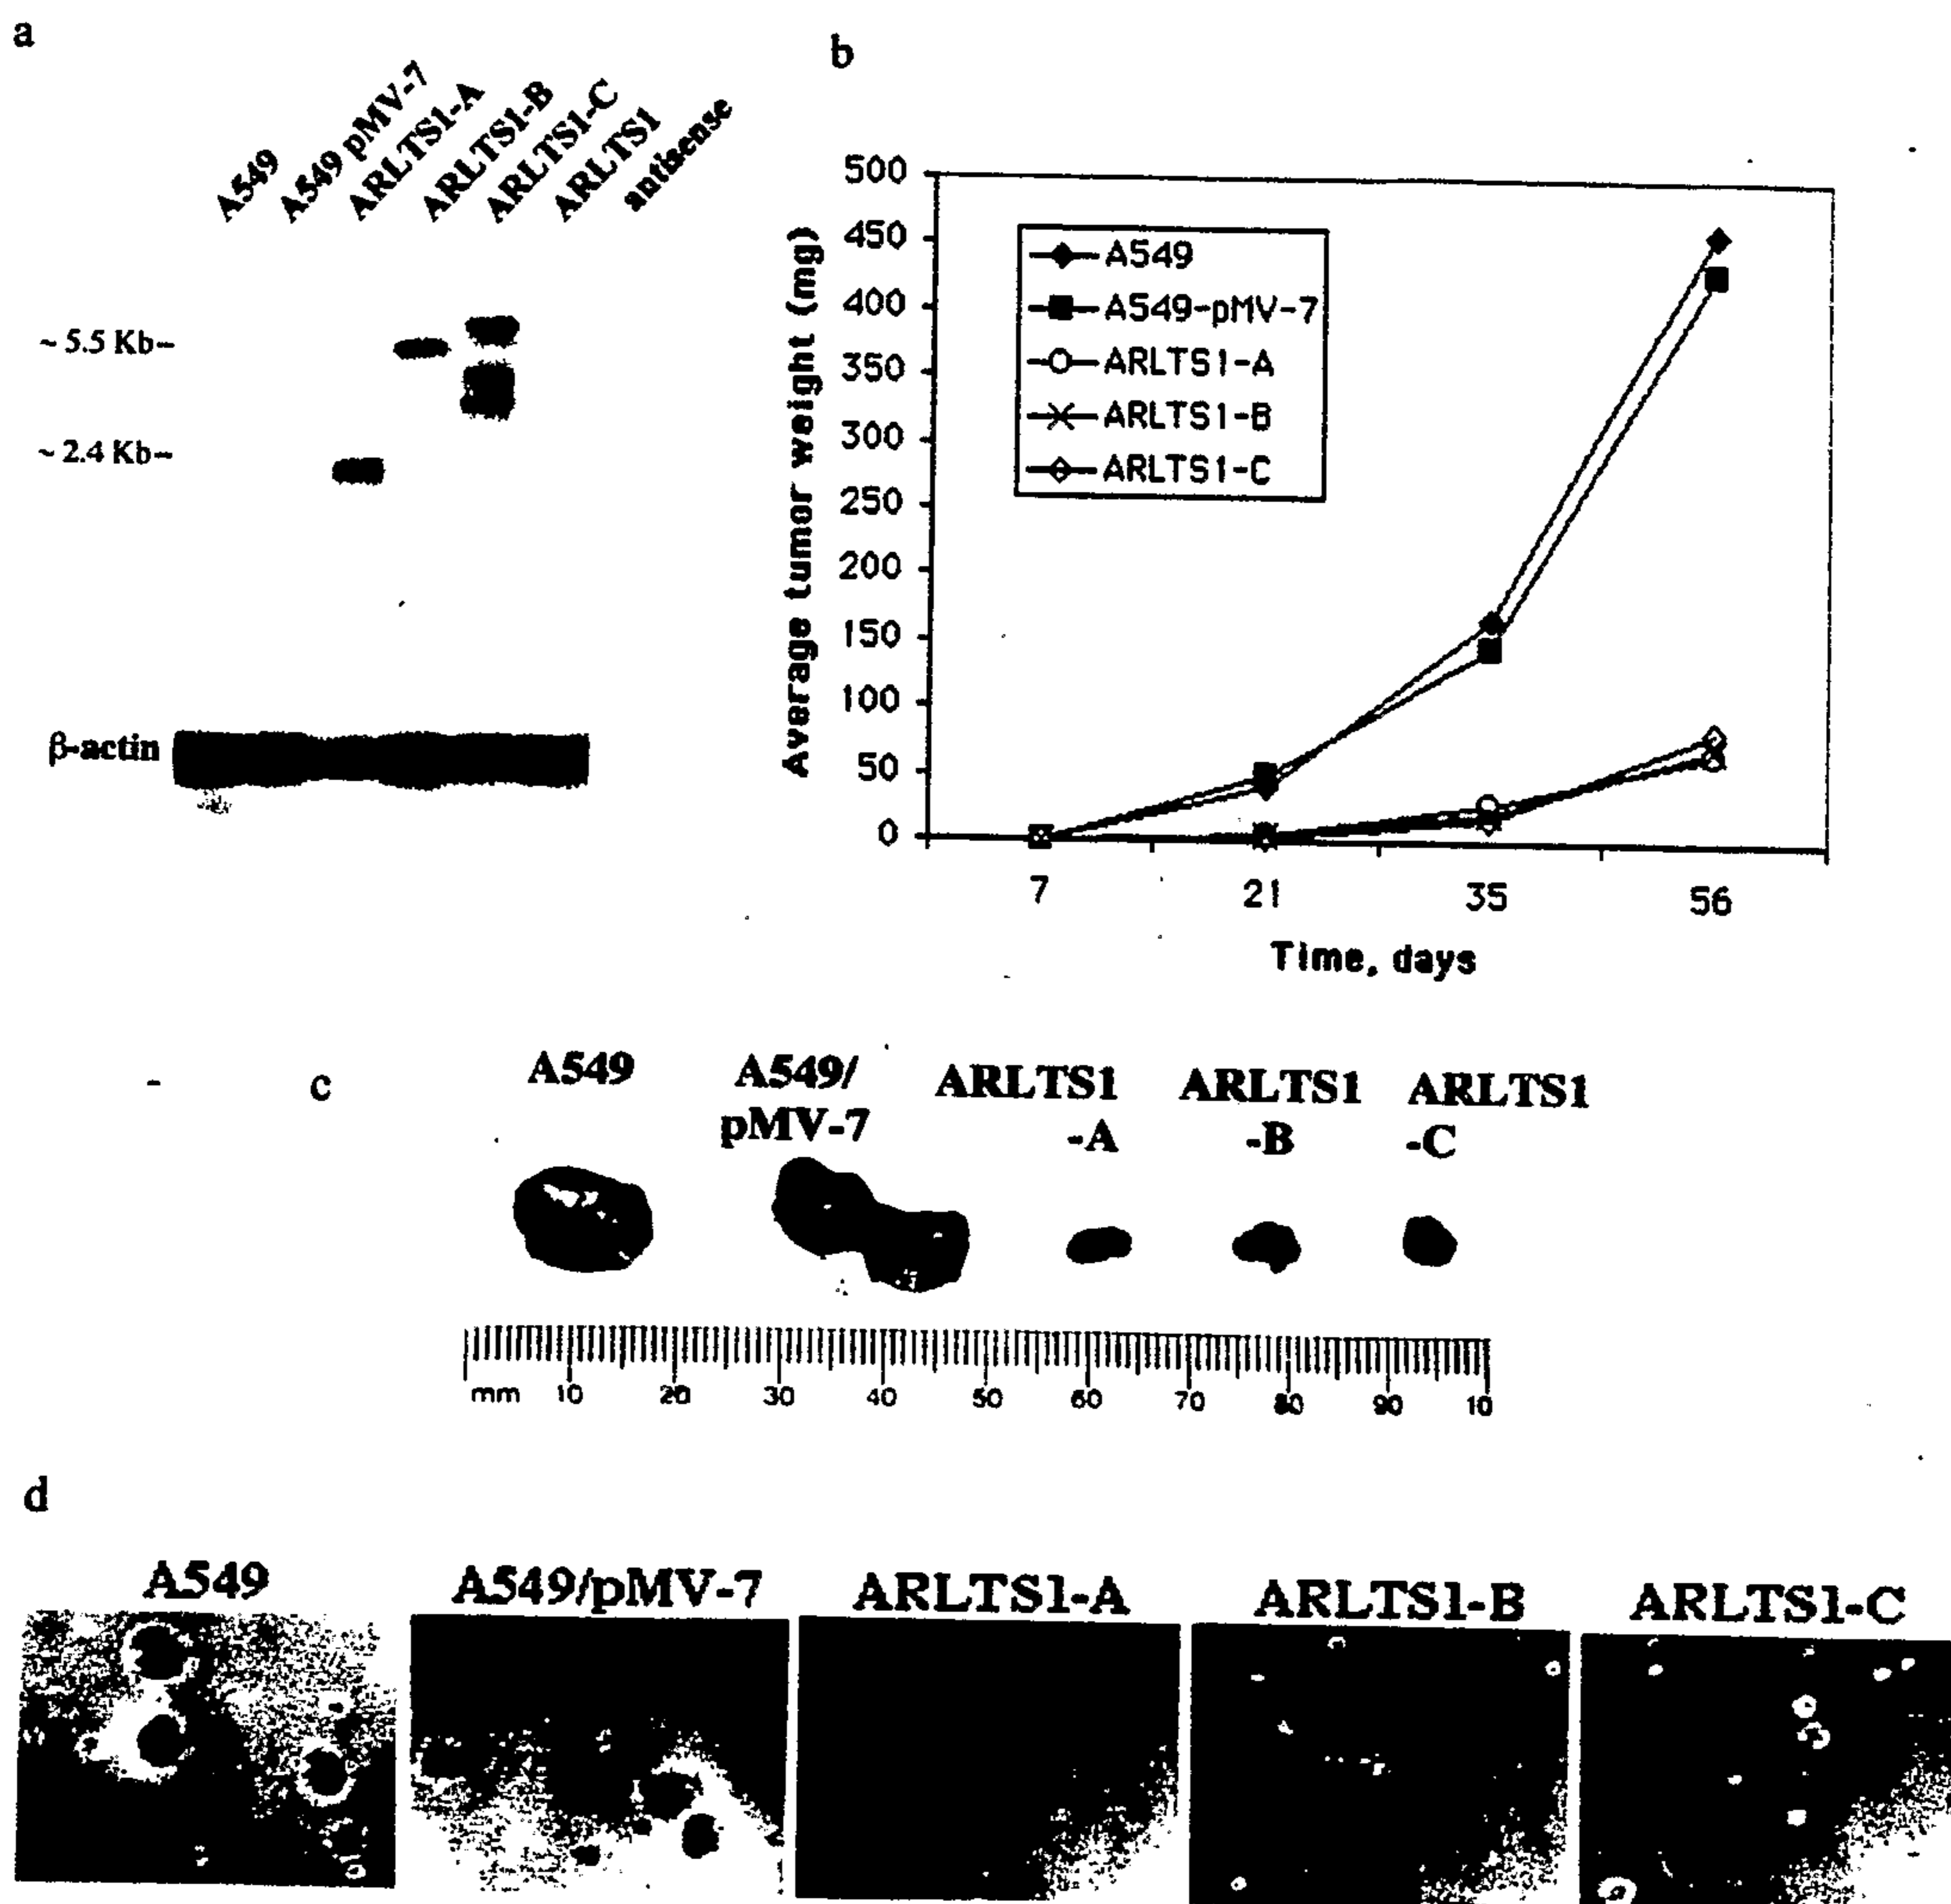 a
A549
A549 pMV-7
ARLTS1-A
ARLTS1-B
ARLTS1-C
ARLTS1
antisense
~ 5.5 Kb-
~ 2.4 Kb-
β-actin
b
500
450
400
350
300
250
200
150
100
50
0
Average tumor weight (mg)
A549
A549-pMV-7
ARLTS1-A
ARLTS1-B
ARLTS1-C
7 21 35 56
Time, days
c
A549
A549/
pMV-7
ARLTS1
-A
ARLTS1
-B
ARLTS1
-C
mm 10 20 30 40 50 60 70 80 90 10
d
A549
A549/pMV-7
ARLTS1-A
ARLTS1-B
ARLTS1-C